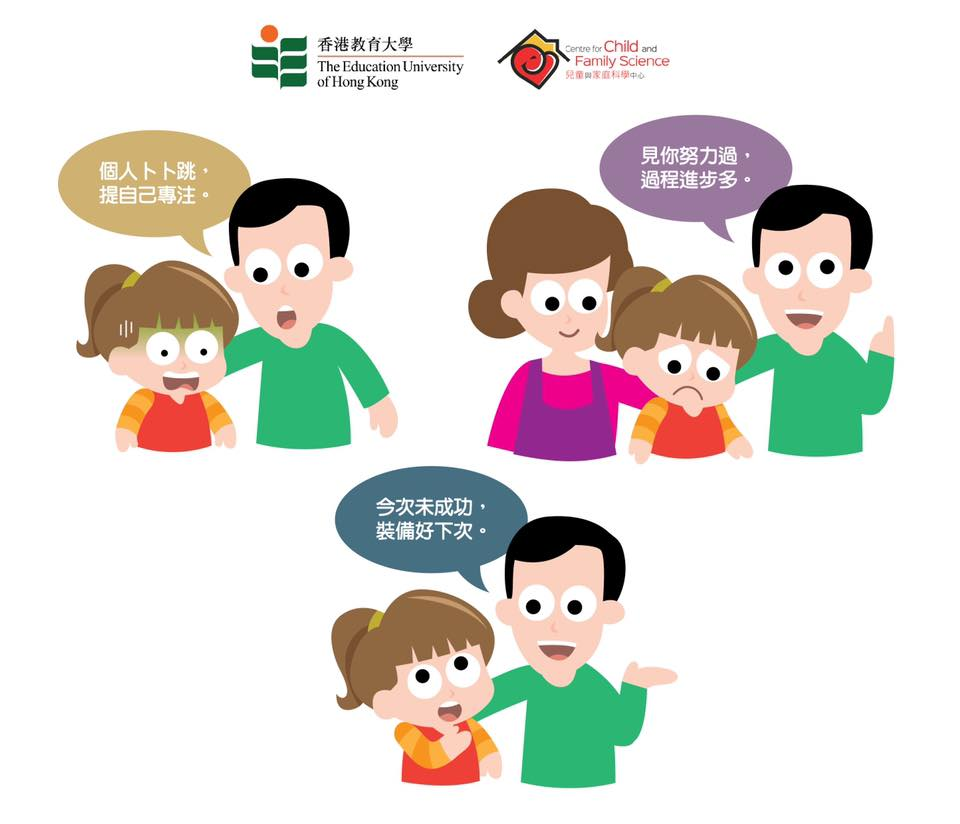 香港教育大學
The Education University
of Hong Kong
Centre for Child and
Family Science
兒童與家庭科學中心
個人卜卜跳，
提自己專注。
見你努力過，
過程進步多。
今次未成功，
裝備好下次。